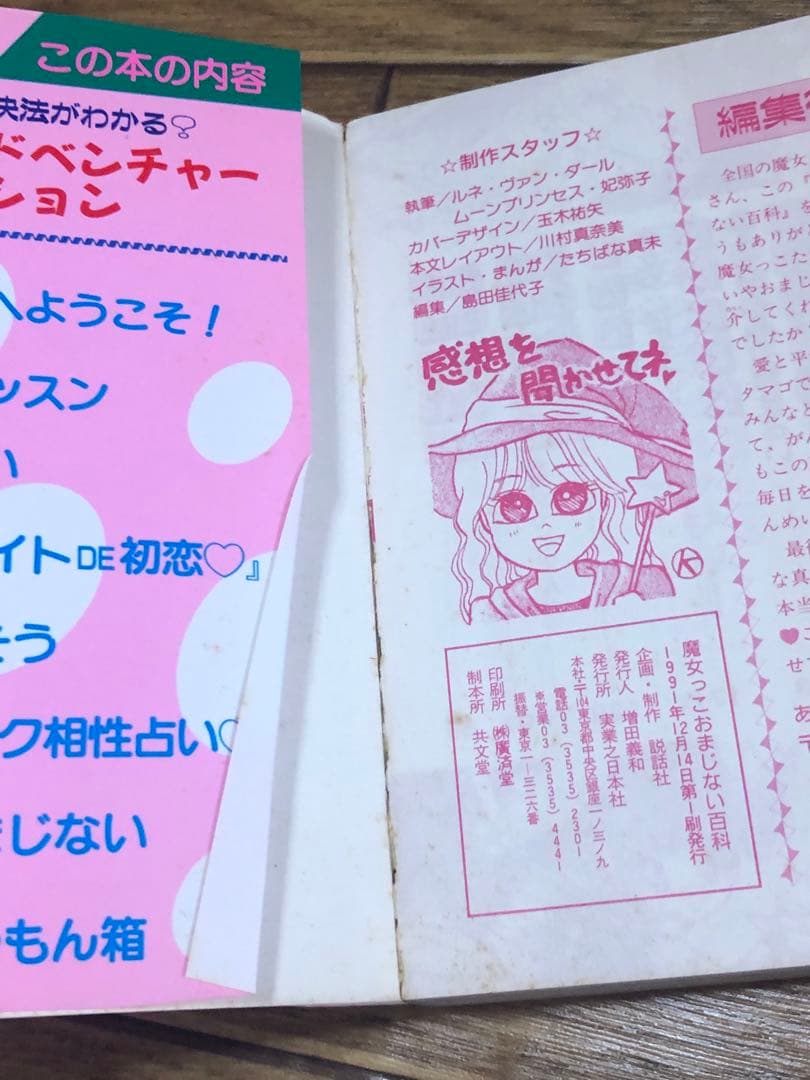 この本の内容
決法がわかる
ドベンチャー
ション
へようこそ！
ッスン
い
イトDE初恋♡』
そう
ク相性占い♡
まじない
もん箱
☆制作スタッフ☆
執筆／ルネ・ヴァン・ダール
ムーンプリンセス・妃弥子
カバーデザイン／玉木祐矢
本文レイアウト／川村真奈美
イラスト・まんが／たちばな真未
編集／島田佳代子
感想を
聞かせてネ
魔女っこおまじない百科
1991年12月14日第1刷発行
企画・制作 説話社
発行人 増田義和
発行所 実業之日本社
本社・〒104東京都中央区銀座一ノ三ノ九
電話03(3535)2301
※営業03(3535)4441
振替・東京一ー三二六番
印刷所 ㈱廣済堂
製本所 共文堂
編集
全国の魔女
さん、この『
ない百科』を
うもありが
魔女っこた
いやおまじ
介してく
でしたか
愛と平
タマゴ
みんなと
て、がん
もこの
毎日を
んめい
最後
な真
本当
♥こ
せ
あ